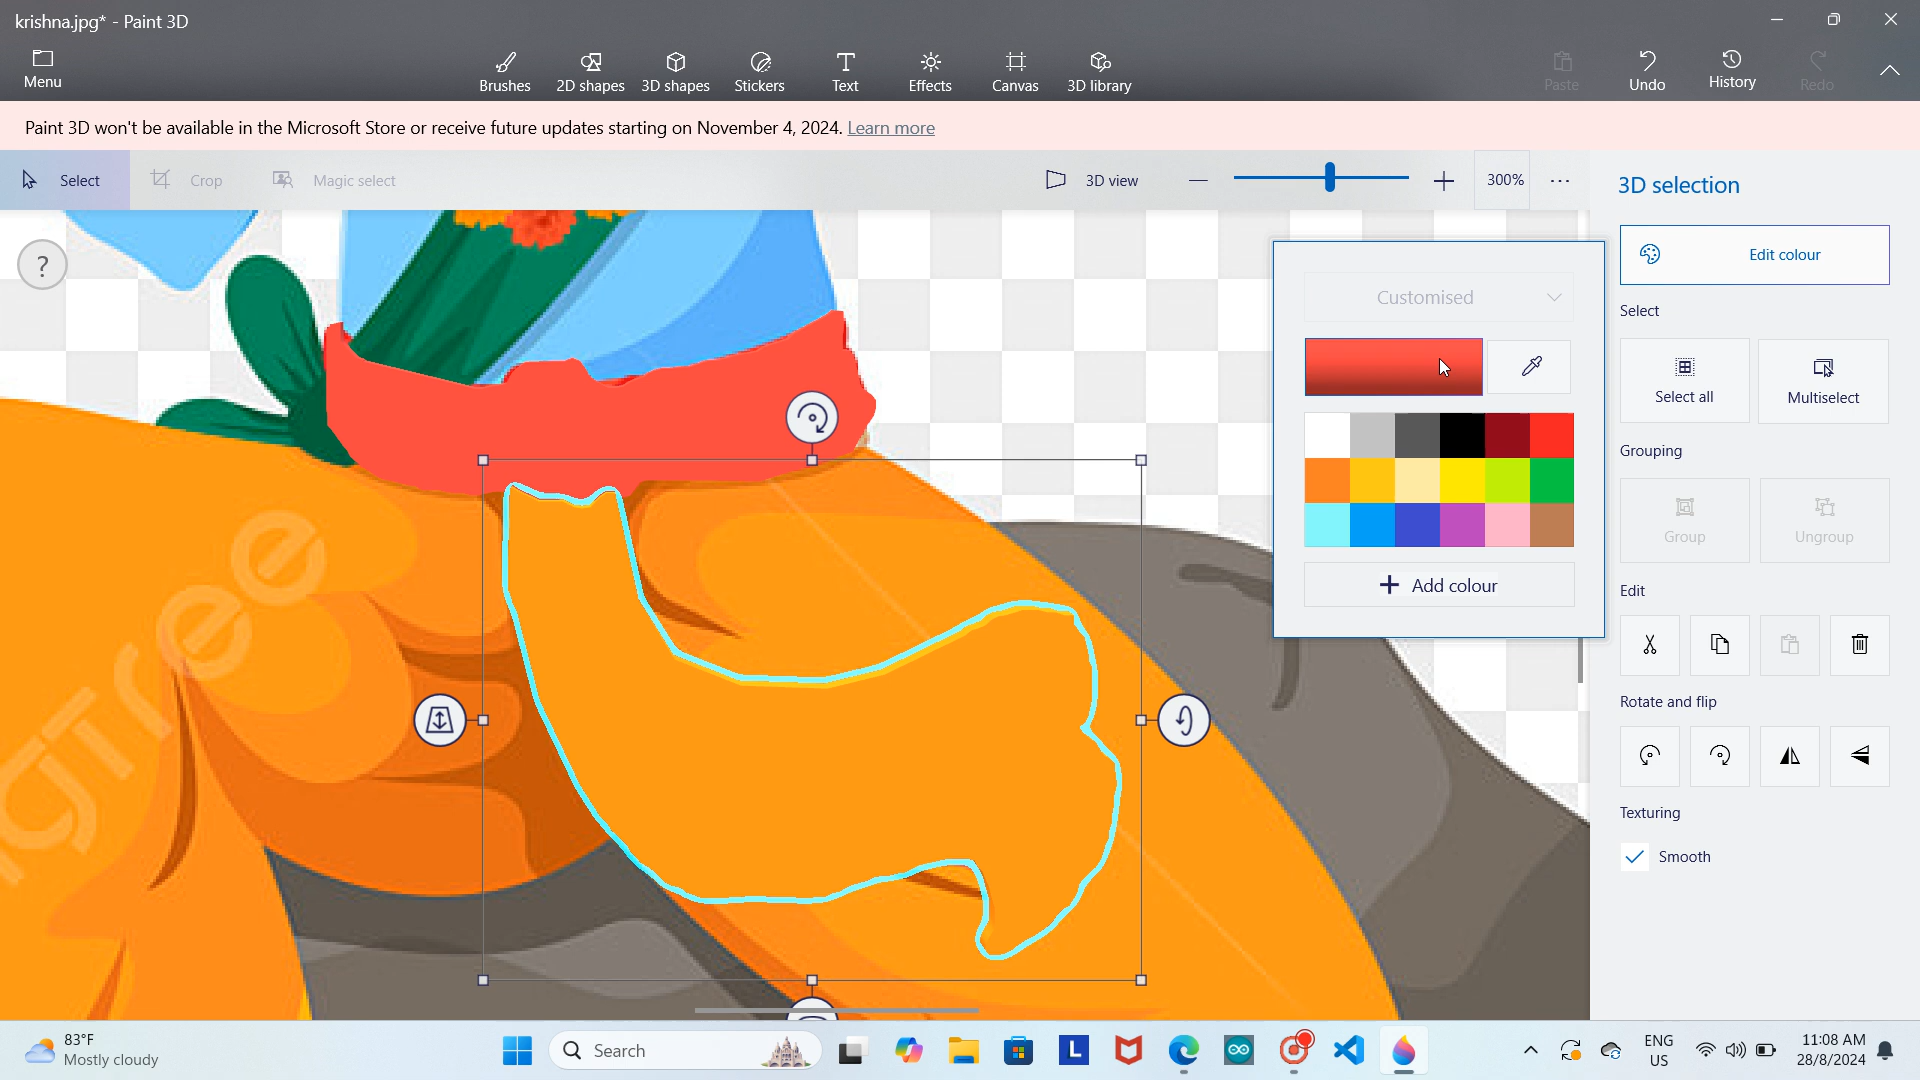 krishna.jpg* - Paint 3D
Menu
Brushes
2D shapes
3D shapes
Stickers
Text
Effects
Canvas
3D library
Paste
Undo
History
Redo
Paint 3D won't be available in the Microsoft Store or receive future updates starting on November 4, 2024. Learn more
Select
Crop
Magic select
3D view
300%
3D selection
?
Customised
Add colour
Edit colour
Select
Select all
Multiselect
Grouping
Group
Ungroup
Edit
Rotate and flip
Texturing
Smooth
gTree
83°F
Mostly cloudy
Search
L
ENG
US
11:08 AM
28/8/2024